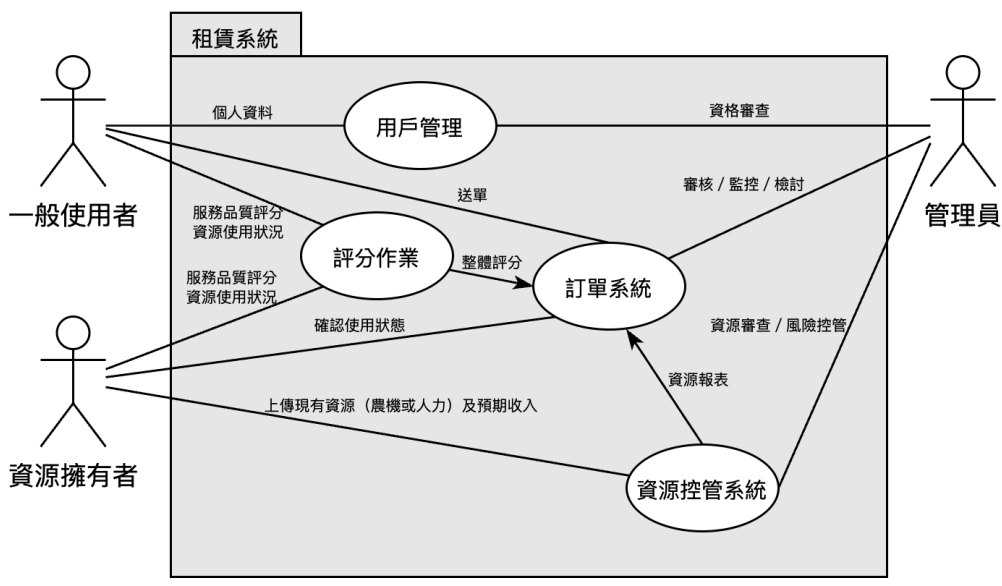 租賃系統
個人資料
用戶管理
資格審查
一般使用者
管理員
送單
審核 / 監控 / 檢討
服務品質評分
資源使用狀況
評分作業
整體評分
訂單系統
服務品質評分
資源使用狀況
確認使用狀態
資源審查 / 風險控管
資源報表
上傳現有資源（農機或人力）及預期收入
資源擁有者
資源控管系統